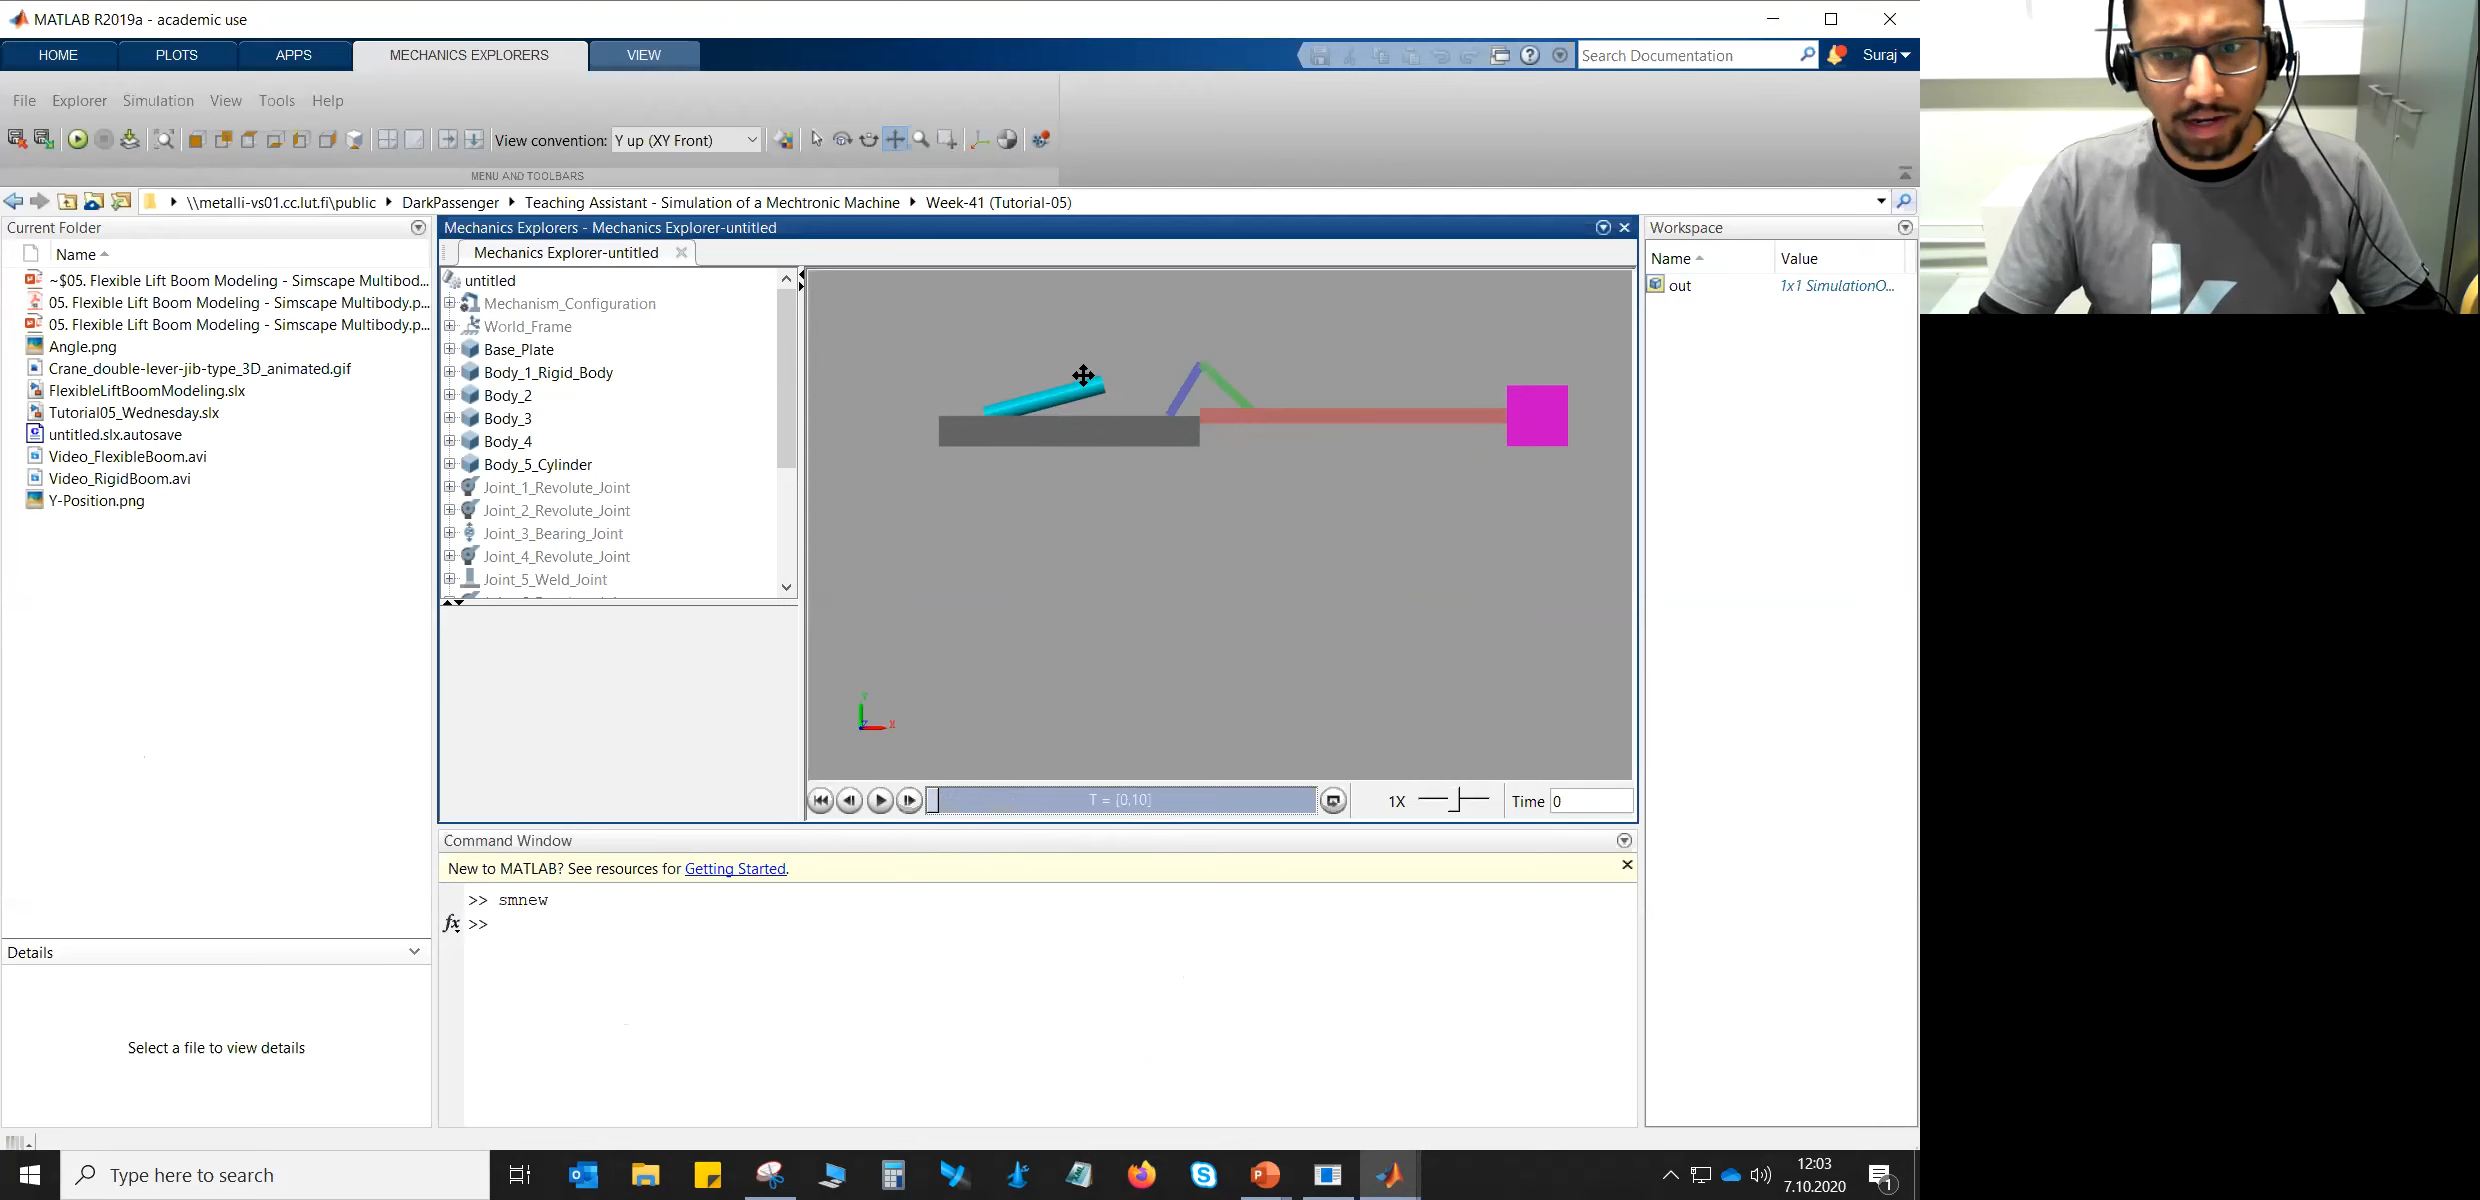 MATLAB R2019a - academic use
HOME PLOTS APPS MECHANICS EXPLORERS VIEW
Search Documentation
Suraj
File Explorer Simulation View Tools Help
View convention: Y up (XY Front)
MENU AND TOOLBARS
\\metalli-vs01.cc.lut.fi\public DarkPassenger Teaching Assistant - Simulation of a Mechtronic Machine Week-41 (Tutorial-05)
Current Folder
Name
~$05. Flexible Lift Boom Modeling - Simscape Multibod...
05. Flexible Lift Boom Modeling - Simscape Multibody.p...
05. Flexible Lift Boom Modeling - Simscape Multibody.p...
Angle.png
Crane_double-lever-jib-type_3D_animated.gif
FlexibleLiftBoomModeling.slx
Tutorial05_Wednesday.slx
untitled.slx.autosave
Video_FlexibleBoom.avi
Video_RigidBoom.avi
Y-Position.png
Details
Select a file to view details
Mechanics Explorers - Mechanics Explorer-untitled
Mechanics Explorer-untitled
untitled
Mechanism_Configuration
World_Frame
Base_Plate
Body_1_Rigid_Body
Body_2
Body_3
Body_4
Body_5_Cylinder
Joint_1_Revolute_Joint
Joint_2_Revolute_Joint
Joint_3_Bearing_Joint
Joint_4_Revolute_Joint
Joint_5_Weld_Joint
Y
X
T = [0,10]
1X
Time 0
Command Window
New to MATLAB? See resources for Getting Started.
>> smnew
fx >>
Workspace
Name Value
out 1x1 SimulationO...
Type here to search
12:03
7.10.2020
1